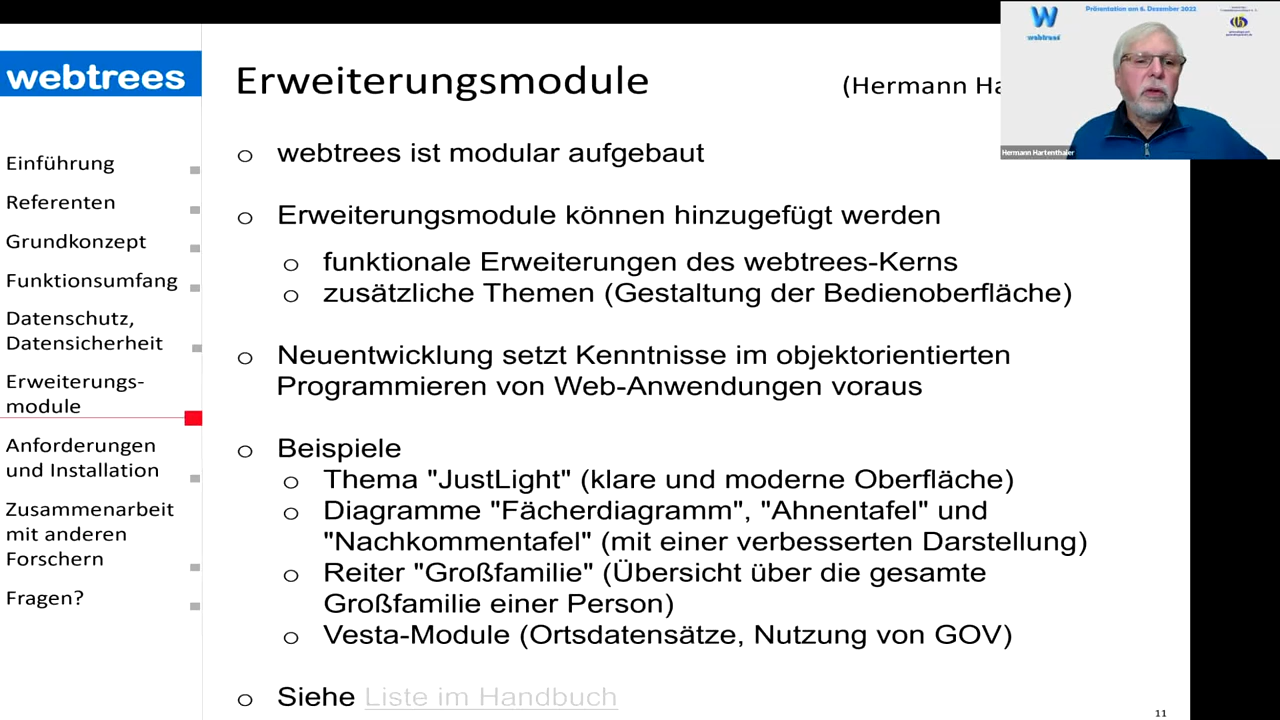 webtrees
Einführung
Referenten
Grundkonzept
Funktionsumfang
Datenschutz,
Datensicherheit
Erweiterungs-
module
Anforderungen
und Installation
Zusammenarbeit
mit anderen
Forschern
Fragen?
Erweiterungsmodule
(Hermann Ha
o webtrees ist modular aufgebaut
o Erweiterungsmodule können hinzugefügt werden
o funktionale Erweiterungen des webtrees-Kerns
o zusätzliche Themen (Gestaltung der Bedienoberfläche)
o Neuentwicklung setzt Kenntnisse im objektorientierten
Programmieren von Web-Anwendungen voraus
o Beispiele
o Thema "JustLight" (klare und moderne Oberfläche)
o Diagramme "Fächerdiagramm", "Ahnentafel" und
"Nachkommentafel" (mit einer verbesserten Darstellung)
o Reiter "Großfamilie" (Übersicht über die gesamte
Großfamilie einer Person)
o Vesta-Module (Ortsdatensätze, Nutzung von GOV)
o Siehe Liste im Handbuch
11
Präsentation am 6. Dezember 2022
webtrees
Hermann Hartenthaler